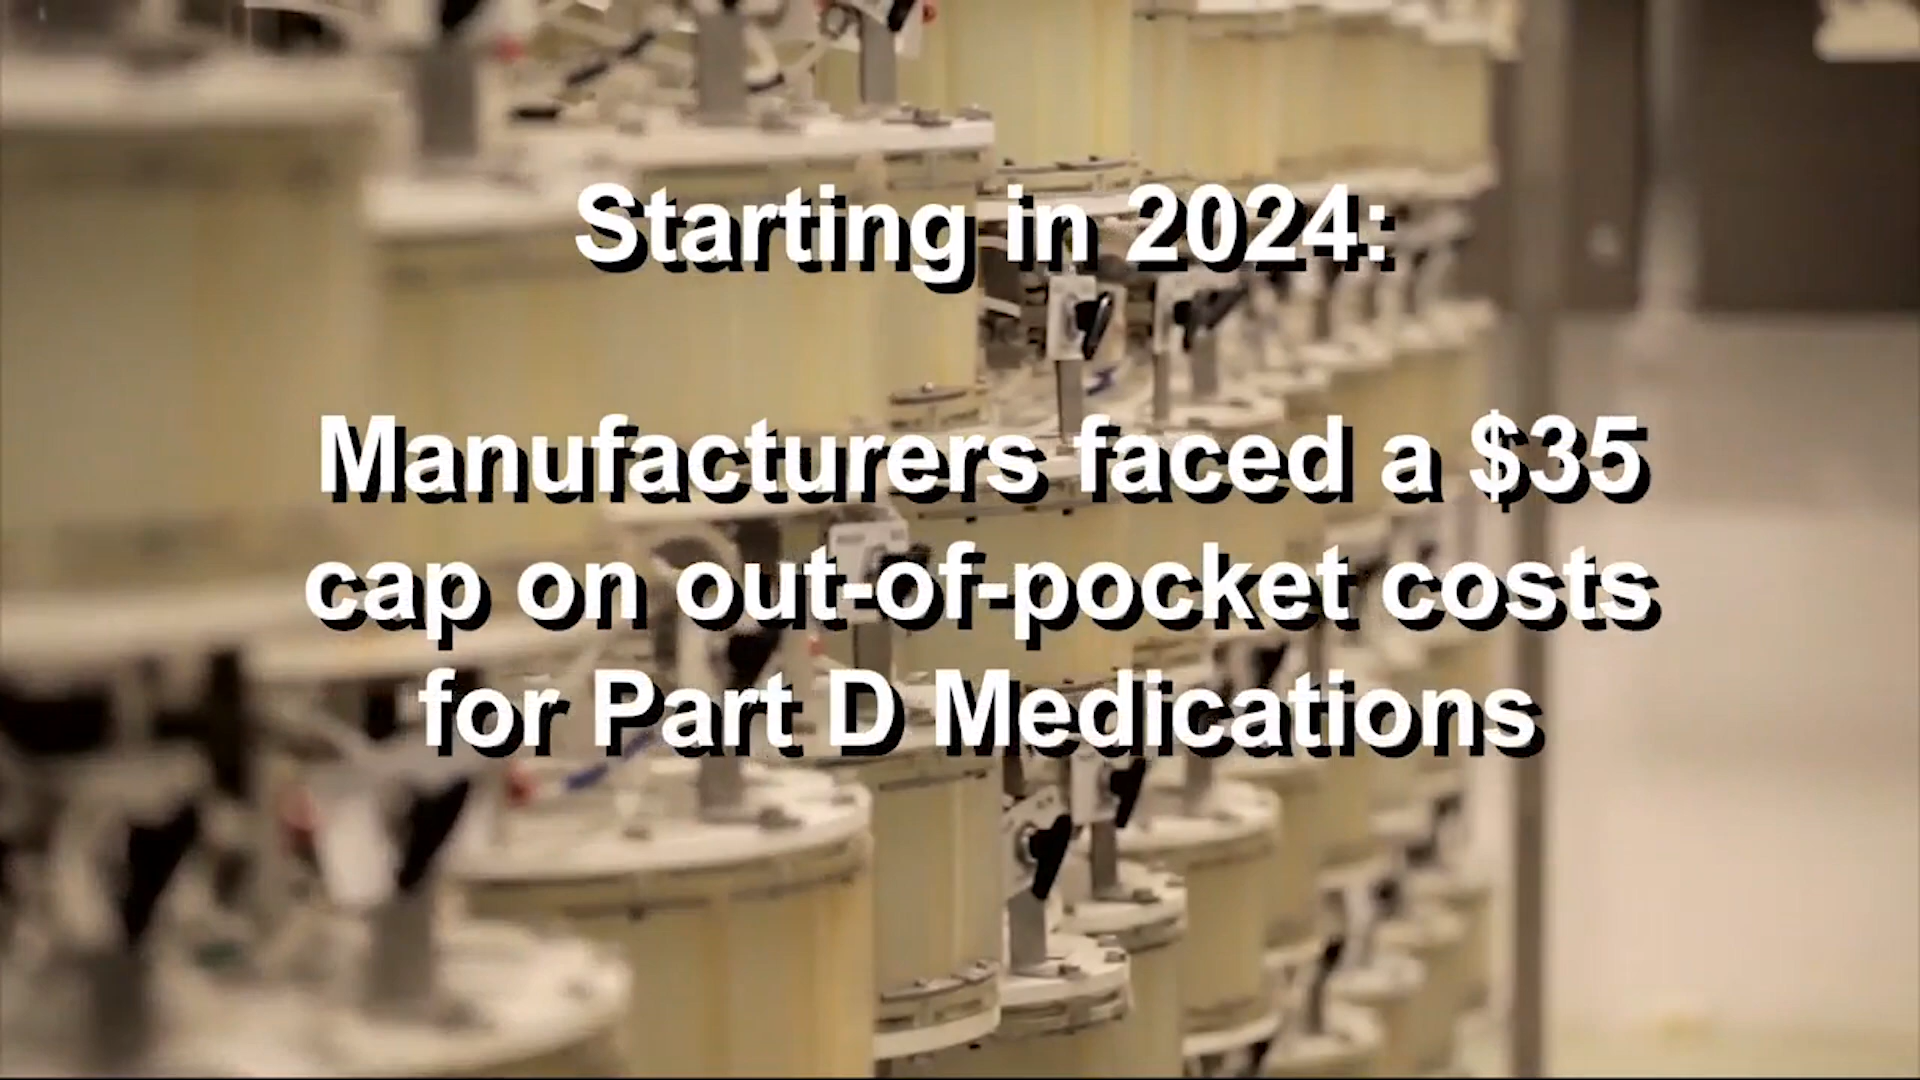 Starting in 2024:
Manufacturers faced a $35
cap on out-of-pocket costs
for Part D Medications